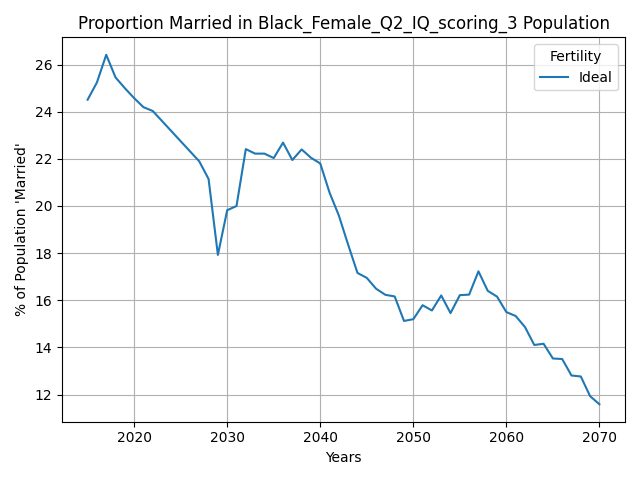 Proportion Married in Black_Female_Q2_IQ_scoring_3 Population
Fertility
Ideal
% of Population 'Married'
26
24
22
20
18
16
14
12
2020 2030 2040 2050 2060 2070
Years